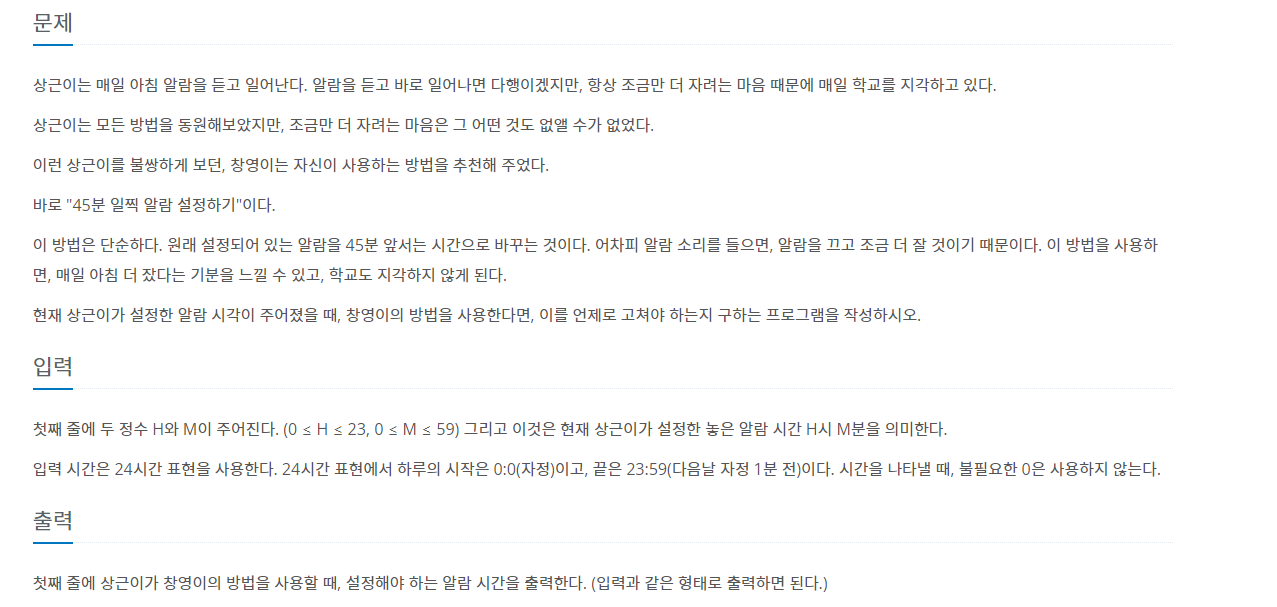 문제
상근이는 매일 아침 알람을 듣고 일어난다. 알람을 듣고 바로 일어나면 다행이겠지만, 항상 조금만 더 자려는 마음 때문에 매일 학교를 지각하고 있다.
상근이는 모든 방법을 동원해보았지만, 조금만 더 자려는 마음은 그 어떤 것도 없앨 수가 없었다.
이런 상근이를 불쌍하게 보던, 창영이는 자신이 사용하는 방법을 추천해 주었다.
바로 "45분 일찍 알람 설정하기"이다.
이 방법은 단순하다. 원래 설정되어 있는 알람을 45분 앞서는 시간으로 바꾸는 것이다. 어차피 알람 소리를 들으면, 알람을 끄고 조금 더 잘 것이기 때문이다. 이 방법을 사용하
면, 매일 아침 더 잤다는 기분을 느낄 수 있고, 학교도 지각하지 않게 된다.
현재 상근이가 설정한 알람 시각이 주어졌을 때, 창영이의 방법을 사용한다면, 이를 언제로 고쳐야 하는지 구하는 프로그램을 작성하시오.
입력
첫째 줄에 두 정수 H와 M이 주어진다. (0 ≤ H ≤ 23, 0 ≤ M ≤ 59) 그리고 이것은 현재 상근이가 설정한 놓은 알람 시간 H시 M분을 의미한다.
입력 시간은 24시간 표현을 사용한다. 24시간 표현에서 하루의 시작은 0:0(자정)이고, 끝은 23:59(다음날 자정 1분 전)이다. 시간을 나타낼 때, 불필요한 0은 사용하지 않는다.
출력
첫째 줄에 상근이가 창영이의 방법을 사용할 때, 설정해야 하는 알람 시간을 출력한다. (입력과 같은 형태로 출력하면 된다.)